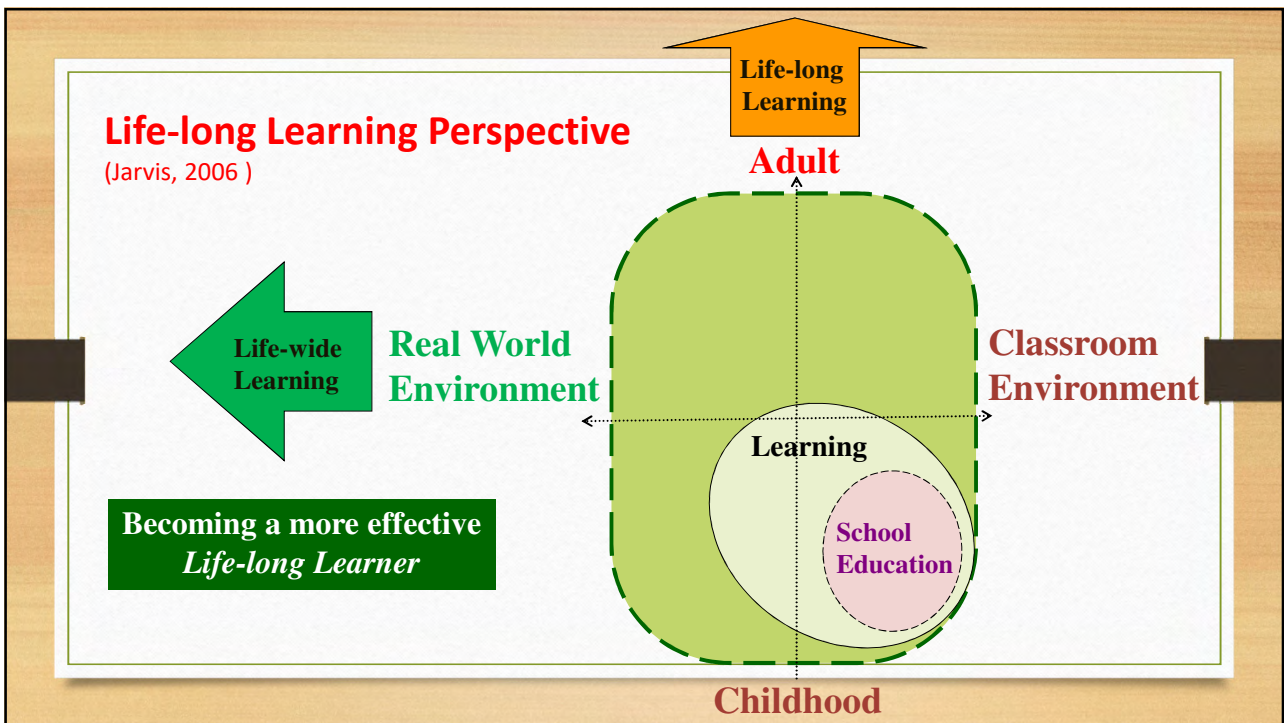 Life-long
Learning
Life-long Learning Perspective
(Jarvis, 2006 )
Adult
Life-wide
Learning
Real World
Environment
Classroom
Environment
Learning
Becoming a more effective
Life-long Learner
School
Education
Childhood